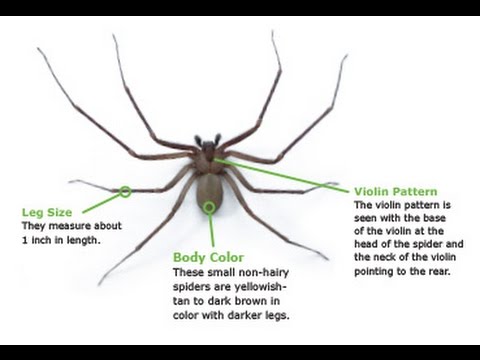 Leg Size
They measure about
1 inch in length.
Body Color
These small non-hairy
spiders are yellowish-
tan to dark brown in
color with darker legs.
Violin Pattern
The violin pattern is
seen with the base
of the violin at the
head of the spider and
the neck of the violin
pointing to the rear.